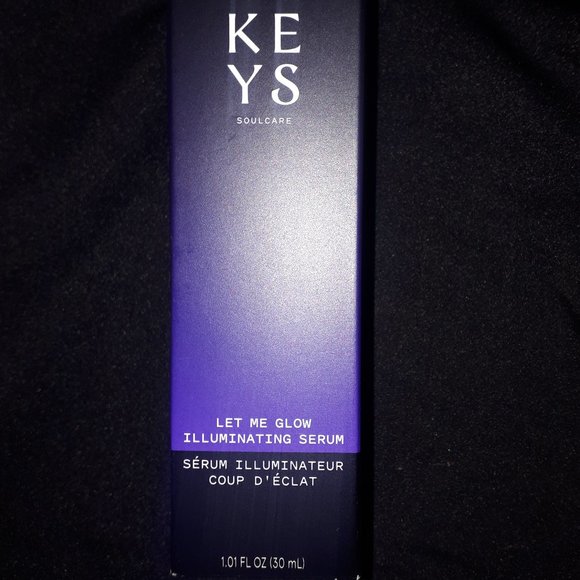 KE
YS
SOULCARE
LET ME GLOW
ILLUMINATING SERUM
SÉRUM ILLUMINATEUR
COUP D'ÉCLAT
1.01 FL OZ (30 mL)